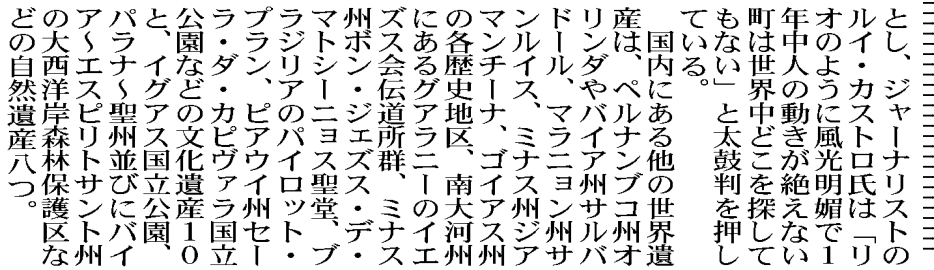 とし、ジャーナリストの
ルイ・カストロ氏は「リ
オのように風光明媚で1
年中人の動きが絶えない
町は世界中どこを探して
もない」と太鼓判を押し
ている。
国内にある他の世界遺
産は、ペルナンブコ州オ
リンダやバイア州サルバ
ドール、マラニョン州サ
ンルイス、ミナス州ジア
マンチーナ、ゴイアス州
の各歴史地区、南大河州
にあるグアラニーのイエ
ズス会伝道所群、ミナス
州ボン・ジェズス・デ・
マトシーニョス聖堂、ブ
ラジリアのパイロット・
プラン、ピアウイ州セー
ラ・ダ・カピヴァラ国立
公園などの文化遺産10
と、イグアス国立公園、
パラナ〜聖州並びにバイ
ア〜エスピリトサント州
の大西洋岸森林保護区な
どの自然遺産八つ。